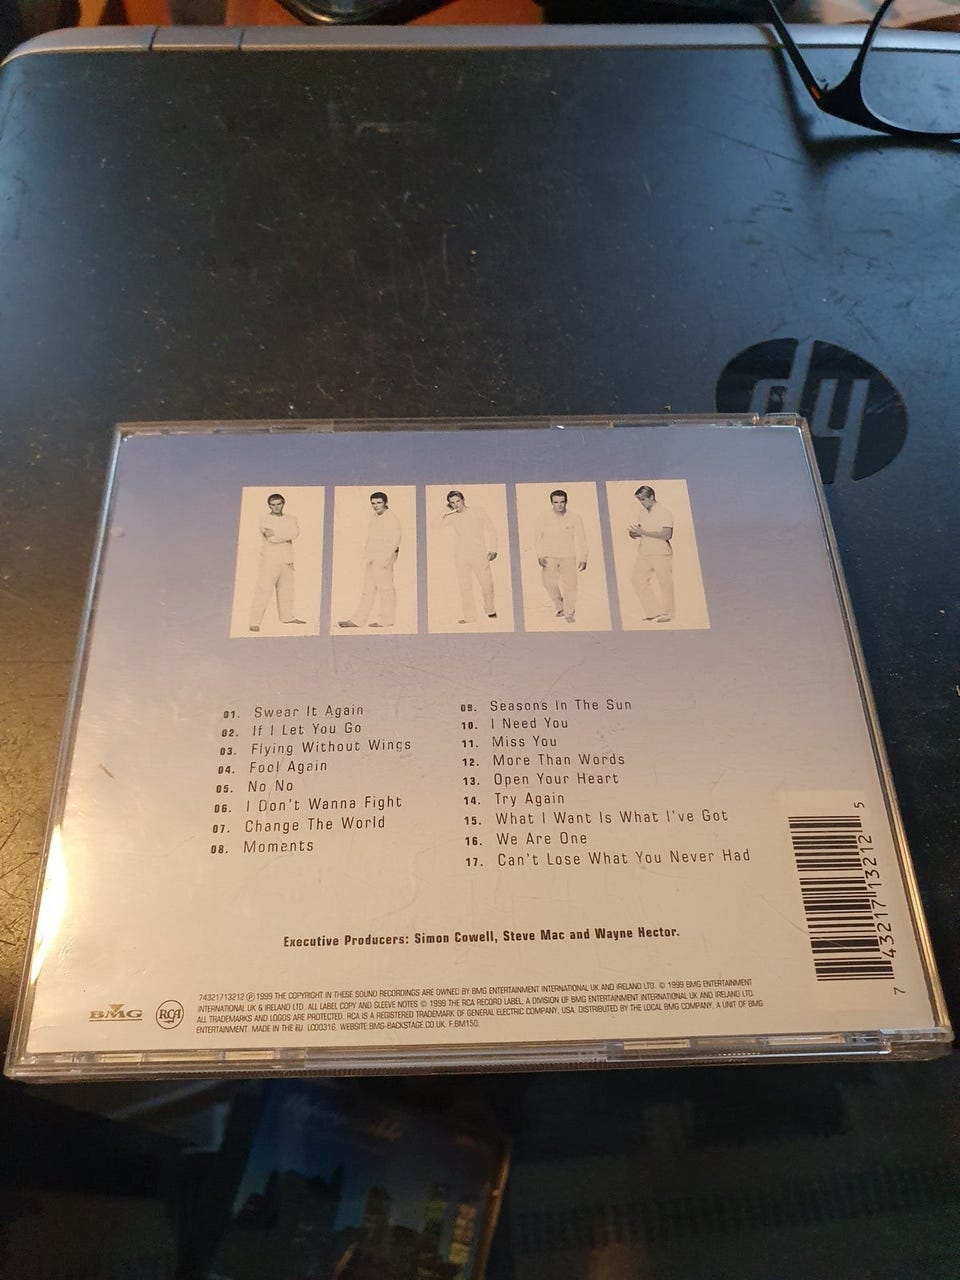 hp
01. Swear It Again
02. If I Let You Go
03. Flying Without Wings
04. Fool Again
05. No No
06. I Don't Wanna Fight
07. Change The World
08. Moments
09. Seasons In The Sun
10. I Need You
11. Miss You
12. More Than Words
13. Open Your Heart
14. Try Again
15. What I Want Is What I've Got
16. We Are One
17. Can't Lose What You Never Had
Executive Producers: Simon Cowell, Steve Mac and Wayne Hector.
74321713212 ℗ 1999 THE COPYRIGHT IN THESE SOUND RECORDINGS ARE OWNED BY BMG ENTERTAINMENT INTERNATIONAL UK AND IRELAND LTD. © 1999 BMG ENTERTAINMENT
INTERNATIONAL UK & IRELAND LTD. ALL LABEL COPY AND SLEEVE NOTES © 1999 THE RCA RECORD LABEL, A DIVISION OF BMG ENTERTAINMENT INTERNATIONAL UK AND IRELAND LTD.
ALL TRADEMARKS AND LOGOS ARE PROTECTED. RCA IS A REGISTERED TRADEMARK OF GENERAL ELECTRIC COMPANY, USA. DISTRIBUTED BY THE LOCAL BMG COMPANY, A UNIT OF BMG
ENTERTAINMENT. MADE IN THE EU. LC00316 WEBSITE:BMG-BACKSTAGE.CO.UK. F:BM150.
BMG
RCA
7 43217 13212 5